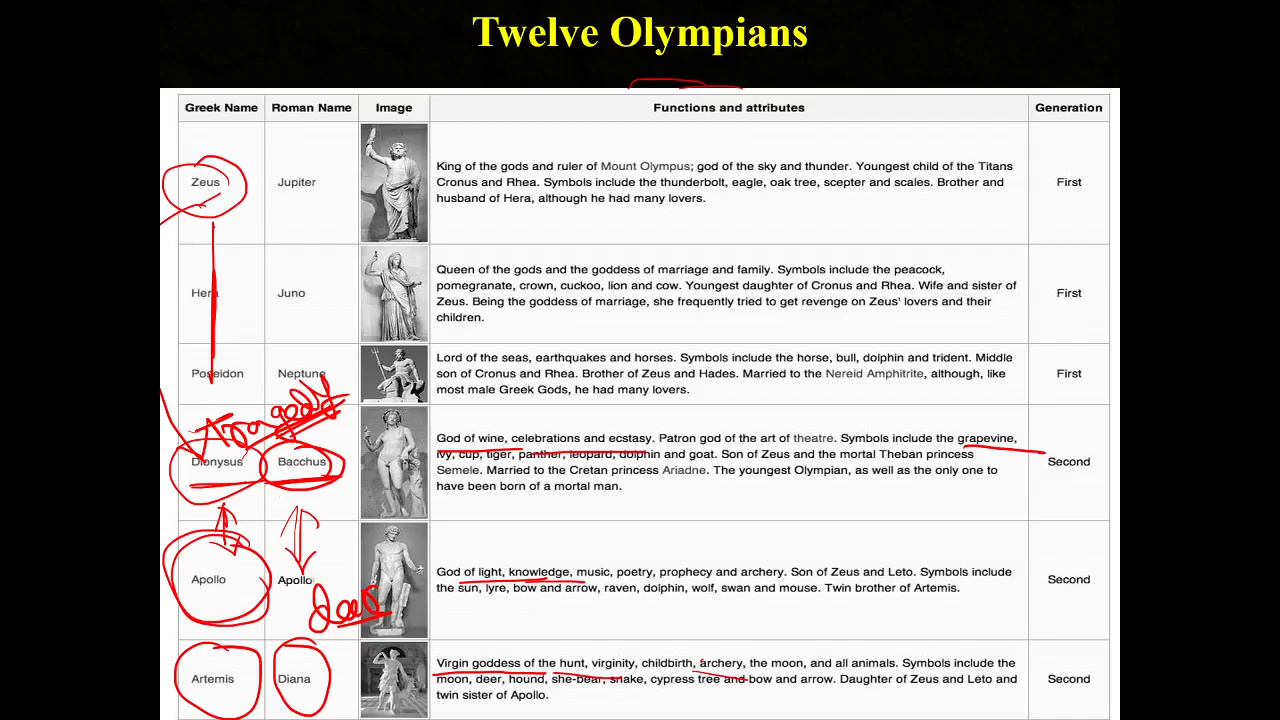 Twelve Olympians
Greek Name Roman Name Image Functions and attributes Generation
Zeus Jupiter First
King of the gods and ruler of Mount Olympus; god of the sky and thunder. Youngest child of the Titans
Cronus and Rhea. Symbols include the thunderbolt, eagle, oak tree, scepter and scales. Brother and
husband of Hera, although he had many lovers.
Hera Juno First
Queen of the gods and the goddess of marriage and family. Symbols include the peacock,
pomegranate, crown, cuckoo, lion and cow. Youngest daughter of Cronus and Rhea. Wife and sister of
Zeus. Being the goddess of marriage, she frequently tried to get revenge on Zeus' lovers and their
children.
Poseidon Neptune First
Lord of the seas, earthquakes and horses. Symbols include the horse, bull, dolphin and trident. Middle
son of Cronus and Rhea. Brother of Zeus and Hades. Married to the Nereid Amphitrite, although, like
most male Greek Gods, he had many lovers.
Dionysus Bacchus Second
God of wine, celebrations and ecstasy. Patron god of the art of theatre. Symbols include the grapevine,
ivy, cup, tiger, panther, leopard, dolphin and goat. Son of Zeus and the mortal Theban princess
Semele. Married to the Cretan princess Ariadne. The youngest Olympian, as well as the only one to
have been born of a mortal man.
Apollo Apollo Second
God of light, knowledge, music, poetry, prophecy and archery. Son of Zeus and Leto. Symbols include
the sun, lyre, bow and arrow, raven, dolphin, wolf, swan and mouse. Twin brother of Artemis.
Artemis Diana Second
Virgin goddess of the hunt, virginity, childbirth, archery, the moon, and all animals. Symbols include the
moon, deer, hound, she-bear, snake, cypress tree and bow and arrow. Daughter of Zeus and Leto and
twin sister of Apollo.